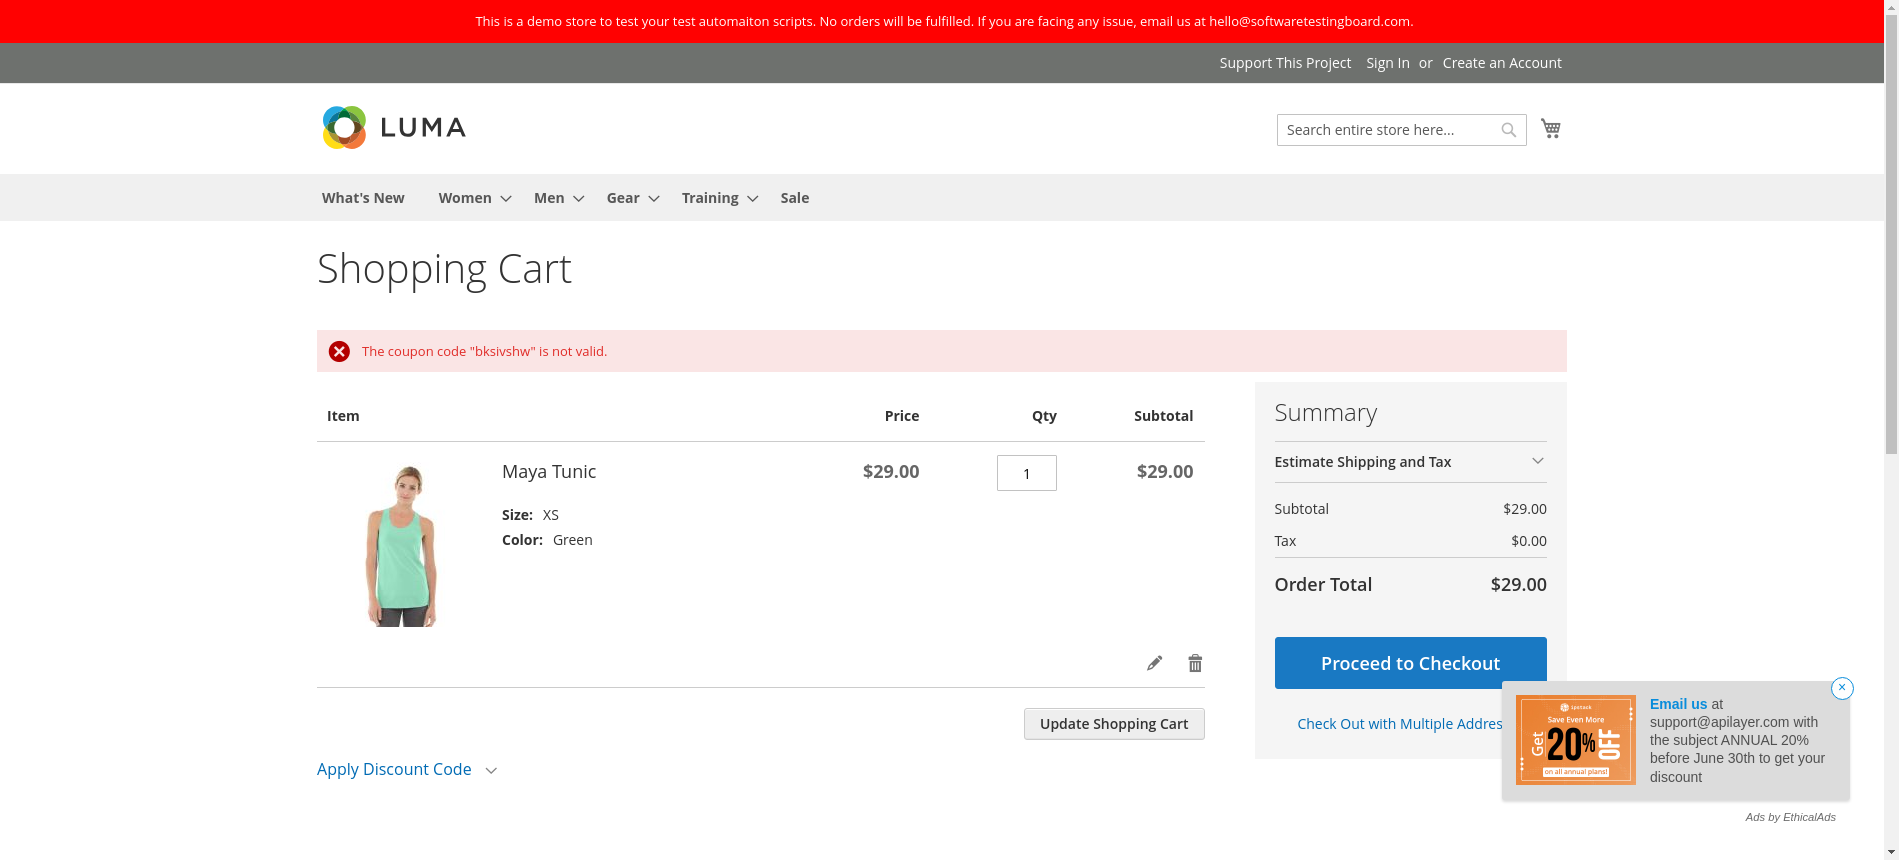 This is a demo store to test your test automaiton scripts. No orders will be fulfilled. If you are facing any issue, email us at hello@softwaretestingboard.com.
Support This Project Sign In or Create an Account
LUMA
Search entire store here...
What's New Women Men Gear Training Sale
Shopping Cart
The coupon code "bksivshw" is not valid.
Item Price Qty Subtotal
Maya Tunic $29.00 1 $29.00
Size: XS
Color: Green
Update Shopping Cart
Apply Discount Code
Summary
Estimate Shipping and Tax
Subtotal $29.00
Tax $0.00
Order Total $29.00
Proceed to Checkout
Check Out with Multiple Addres
×
Save Even More
Get 20% OFF
on all annual plans!
Email us at
support@apilayer.com with
the subject ANNUAL 20%
before June 30th to get your
discount
Ads by EthicalAds